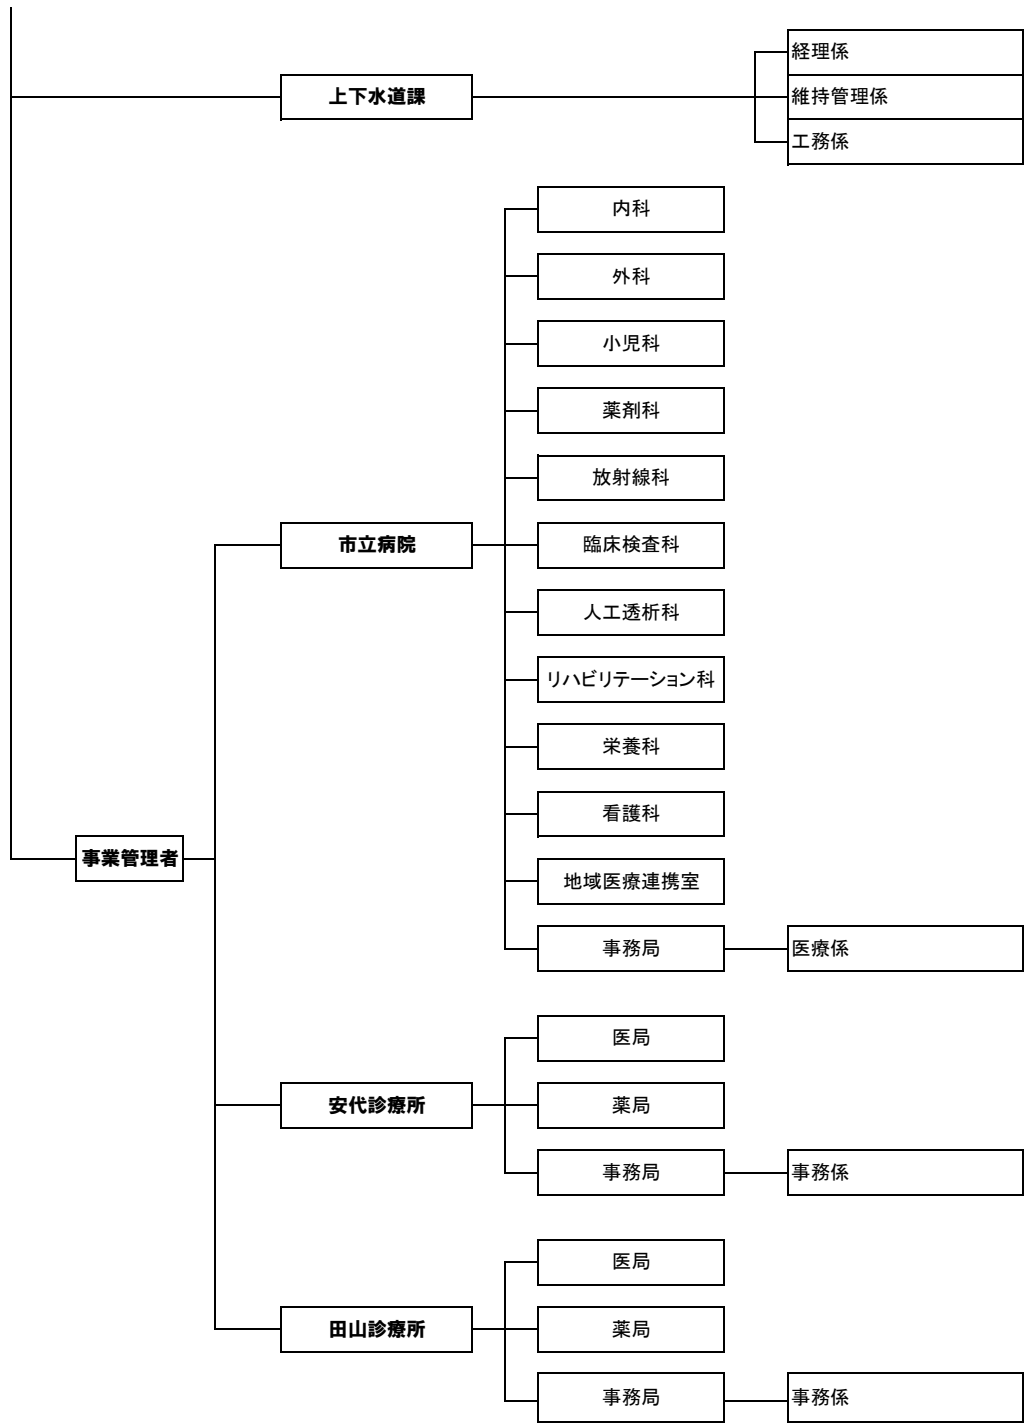 経理係
上下水道課
維持管理係
工務係
内科
外科
小児科
薬剤科
放射線科
市立病院
臨床検査科
人工透析科
リハビリテーション科
栄養科
看護科
事業管理者
地域医療連携室
事務局
医療係
医局
安代診療所
薬局
事務局
事務係
医局
田山診療所
薬局
事務局
事務係